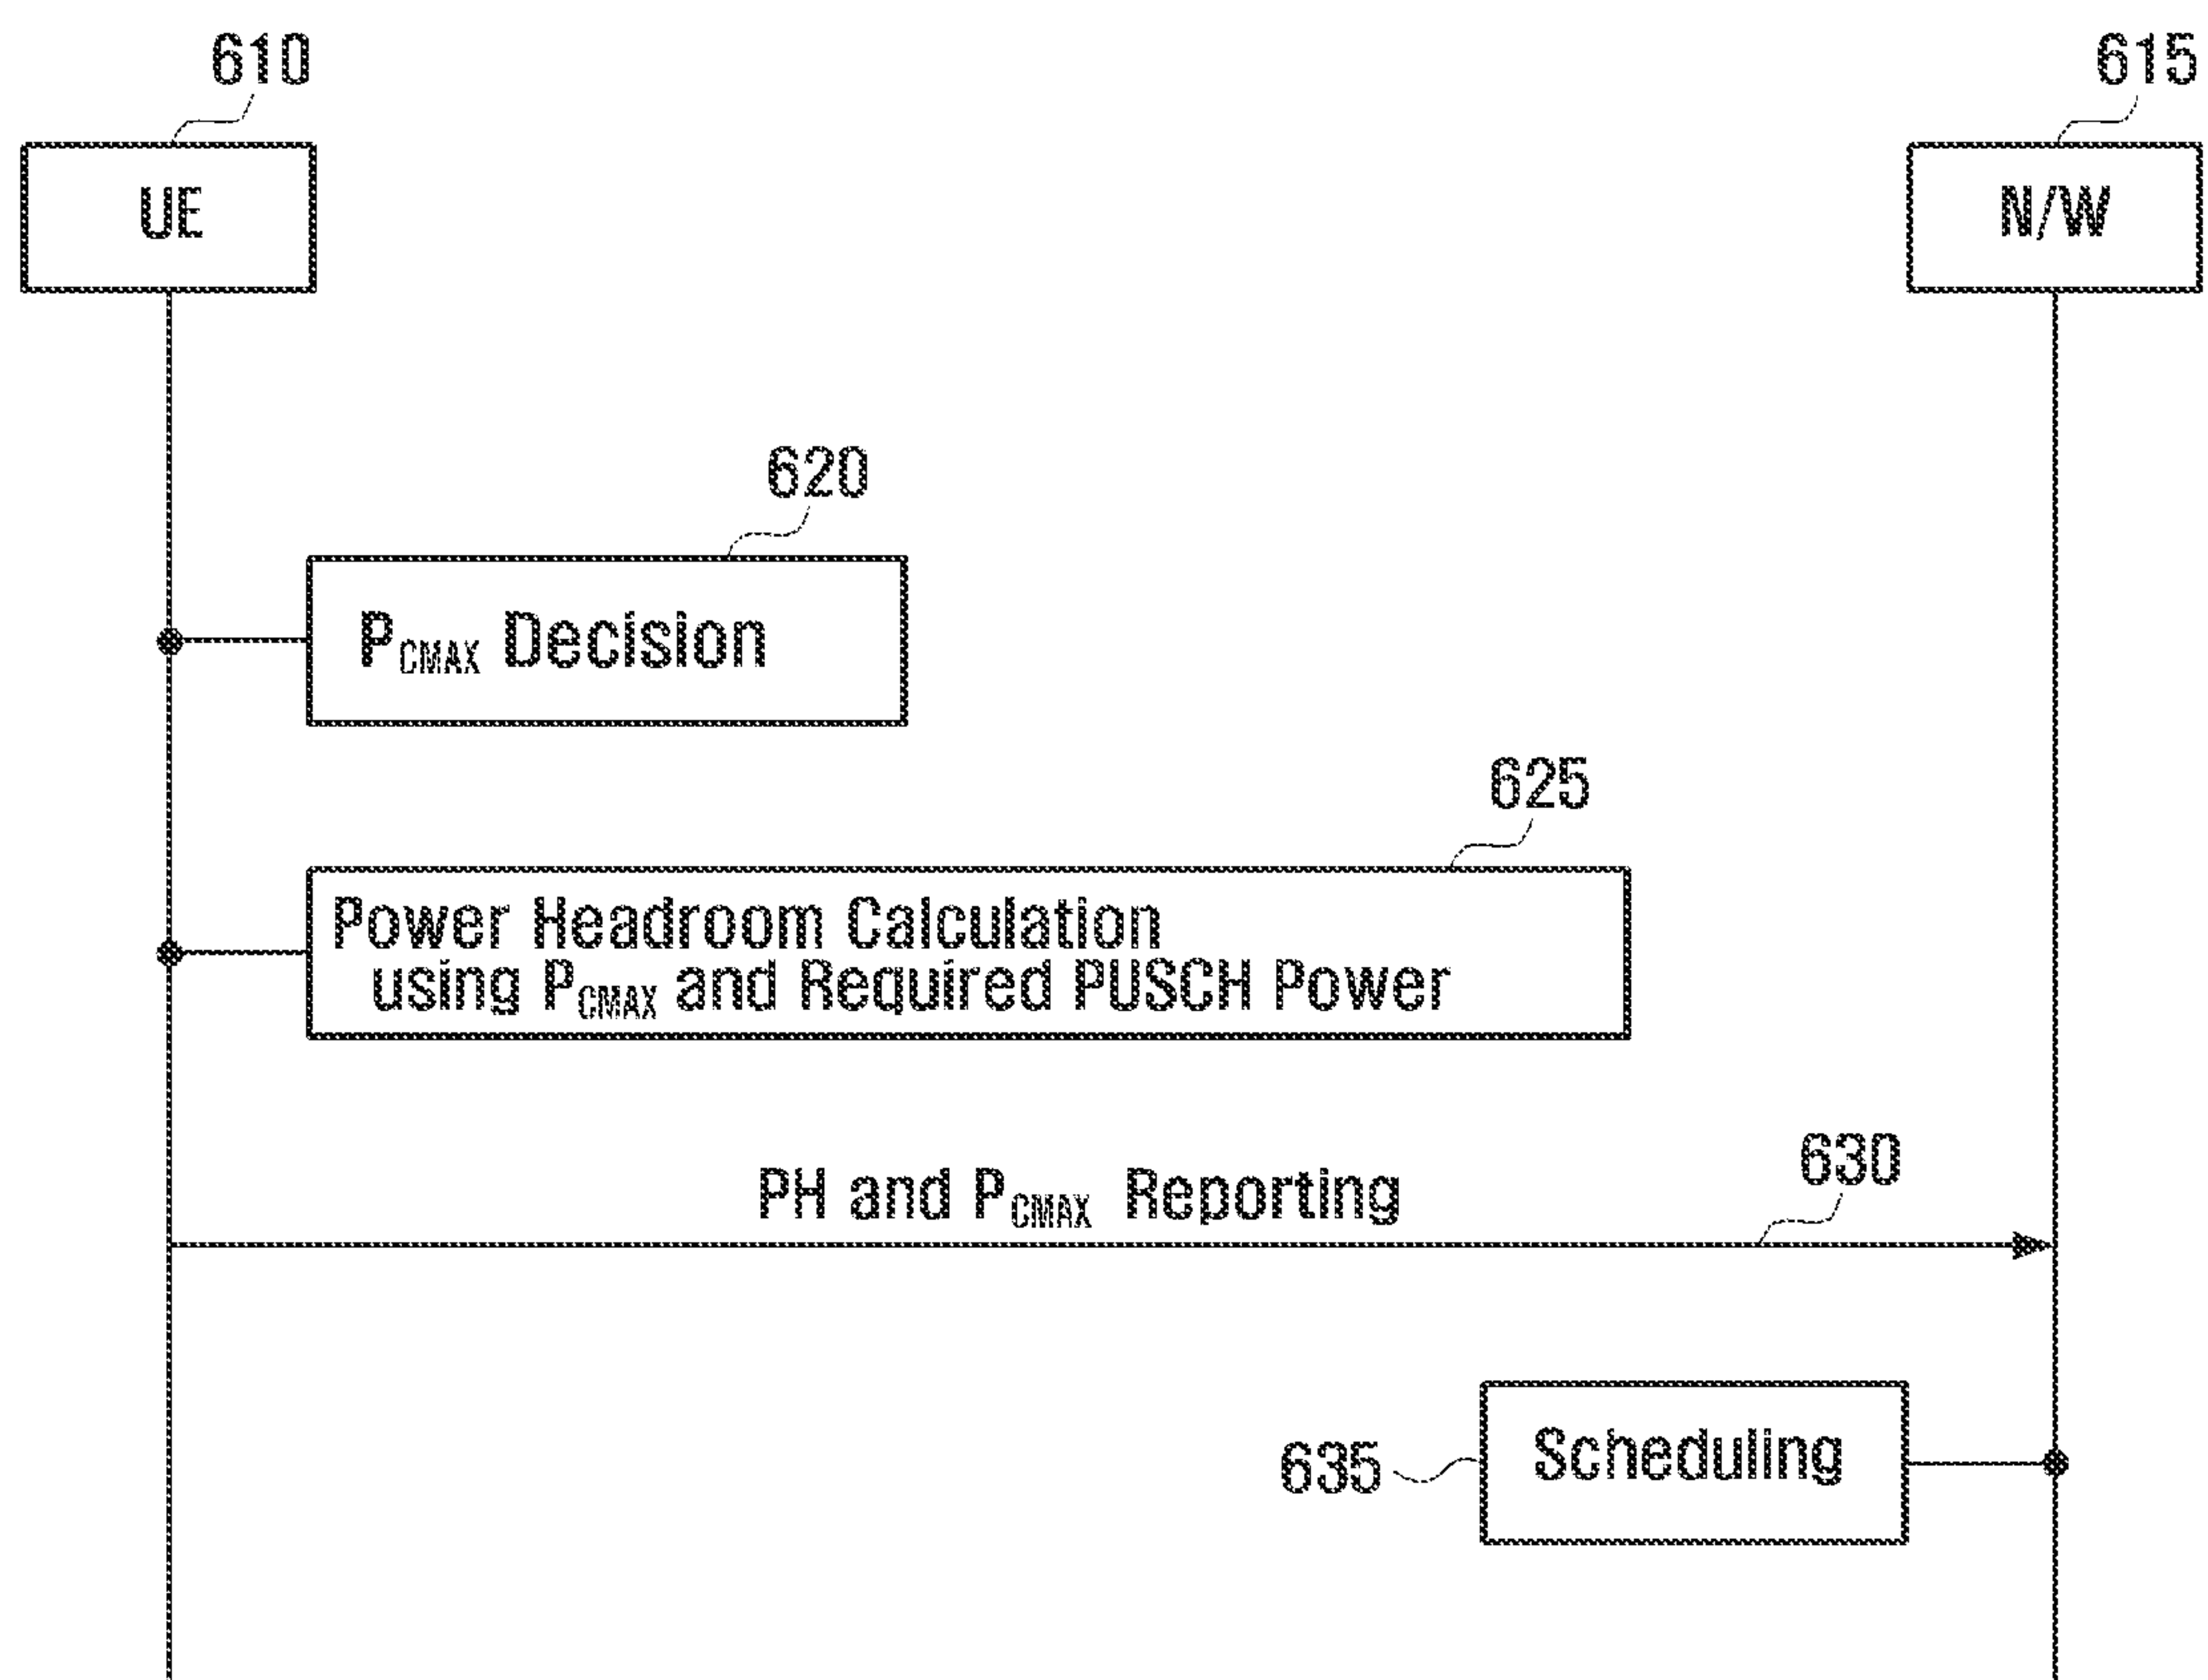 610
615
UE
N/W
620
PCMAX Decision
625
Power Headroom Calculation
using PCMAX and Required PUSCH Power
630
PH and PCMAX Reporting
635
Scheduling